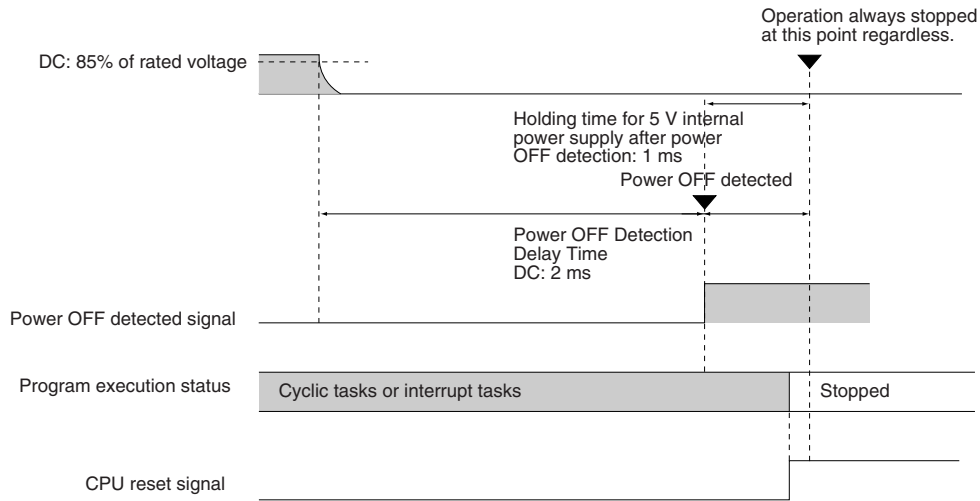 Operation always stopped
at this point regardless.
DC: 85% of rated voltage
Holding time for 5 V internal
power supply after power
OFF detection: 1 ms
Power OFF detected
Power OFF Detection
Delay Time
DC: 2 ms
Power OFF detected signal
Program execution status
Cyclic tasks or interrupt tasks
Stopped
CPU reset signal